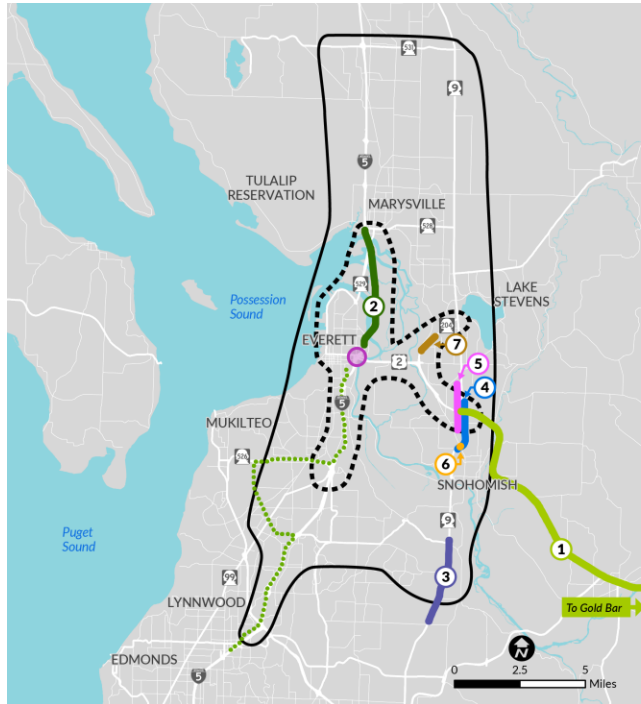 531
9
5
TULALIP
RESERVATION
MARYSVILLE
528
529
Possession
Sound
2
LAKE
STEVENS
204
7
EVERETT
2
5
4
5
MUKILTEO
526
6
SNOHOMISH
9
Puget
Sound
1
3
99
LYNNWOOD
To Gold Bar
EDMONDS
N
5
0
2.5
5
Miles